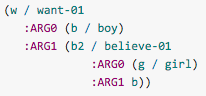 (w / want-01
:ARG0 (b / boy)
:ARG1 (b2 / believe-01
:ARG0 (g / girl)
:ARG1 b))